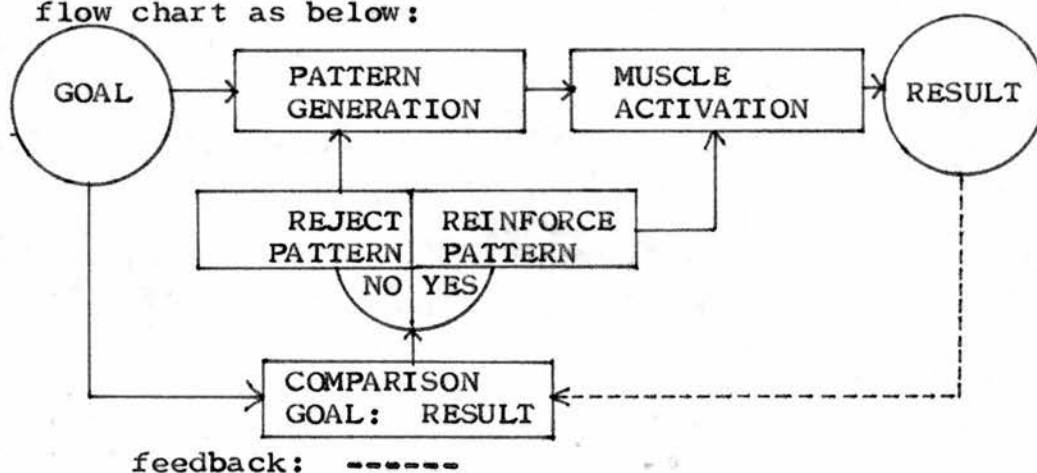 flow chart as below:
GOAL
PATTERN
GENERATION
MUSCLE
ACTIVATION
RESULT
REJECT
PATTERN
REINFORCE
PATTERN
NO
YES
COMPARISON
GOAL: RESULT
feedback: ------